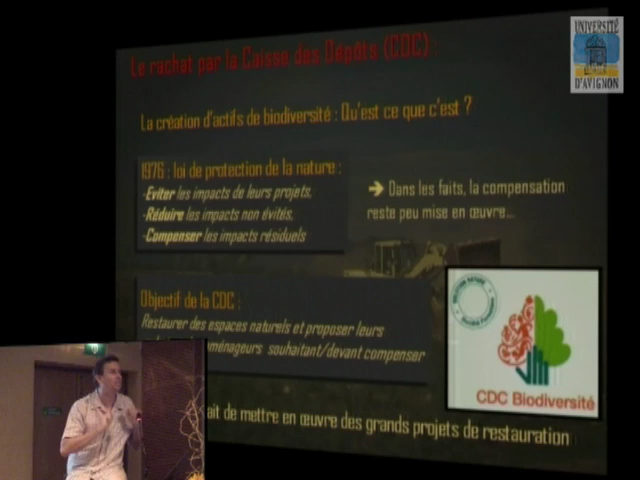 UNIVERSITÉ
D'AVIGNON
Le rachat par la Caisse des Dépôts (CDC) :
La création d'actifs de biodiversité : Qu'est ce que c'est ?
1976 : loi de protection de la nature :
-Eviter les impacts de leurs projets,
-Réduire les impacts non évités,
-Compenser les impacts résiduels
➔ Dans les faits, la compensation
reste peu mise en œuvre...
Objectif de la CDC :
Restaurer des espaces naturels et proposer leurs
ménageurs souhaitant/devant compenser
CDC Biodiversité
ait de mettre en œuvre des grands projets de restauration